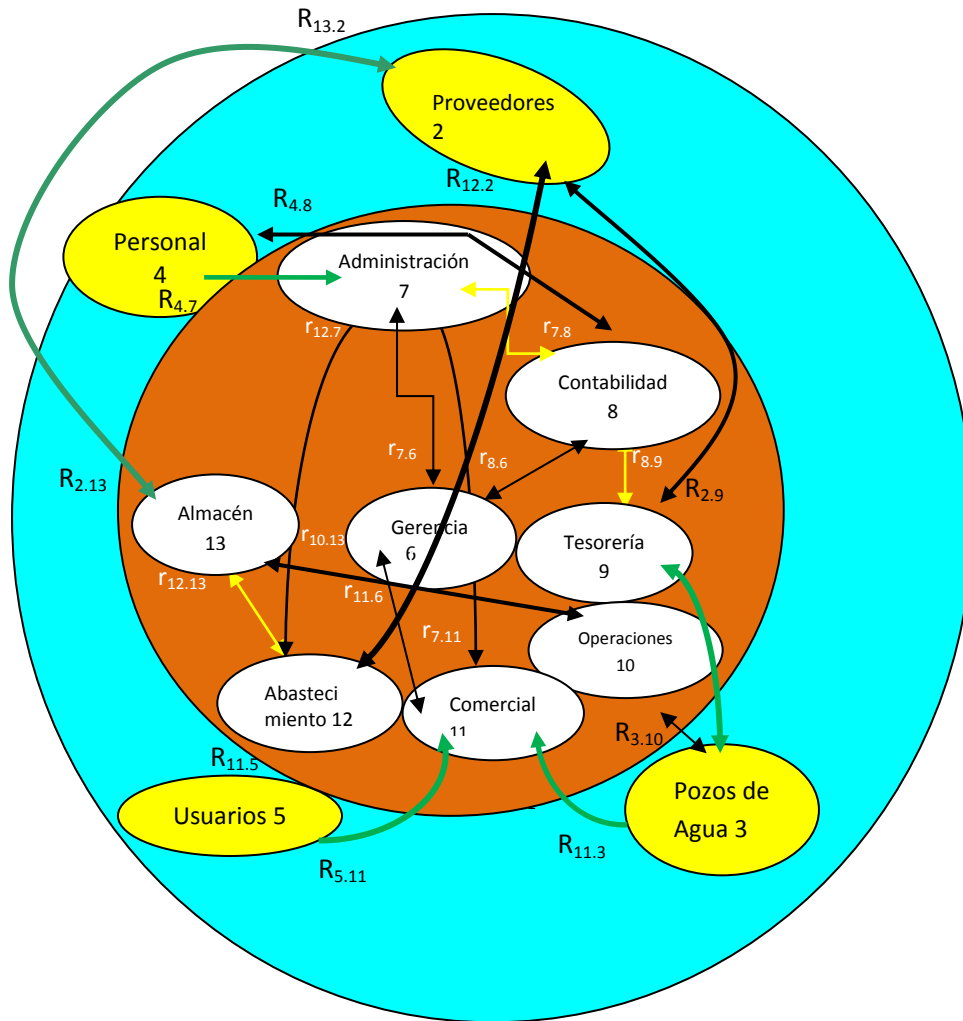 R13.2
Proveedores
2
R12.2
R4.8
Personal
4
R4.7
Administración
7
r12.7
r7.8
Contabilidad
8
r7.6
r8.6
r8.9
R2.13
R2.9
Almacén
13
r10.13
Gerencia
6
Tesorería
9
r12.13
r11.6
r7.11
Operaciones
10
Abasteci
miento 12
Comercial
11
R3.10
R11.5
Usuarios 5
Pozos de
Agua 3
R11.3
R5.11